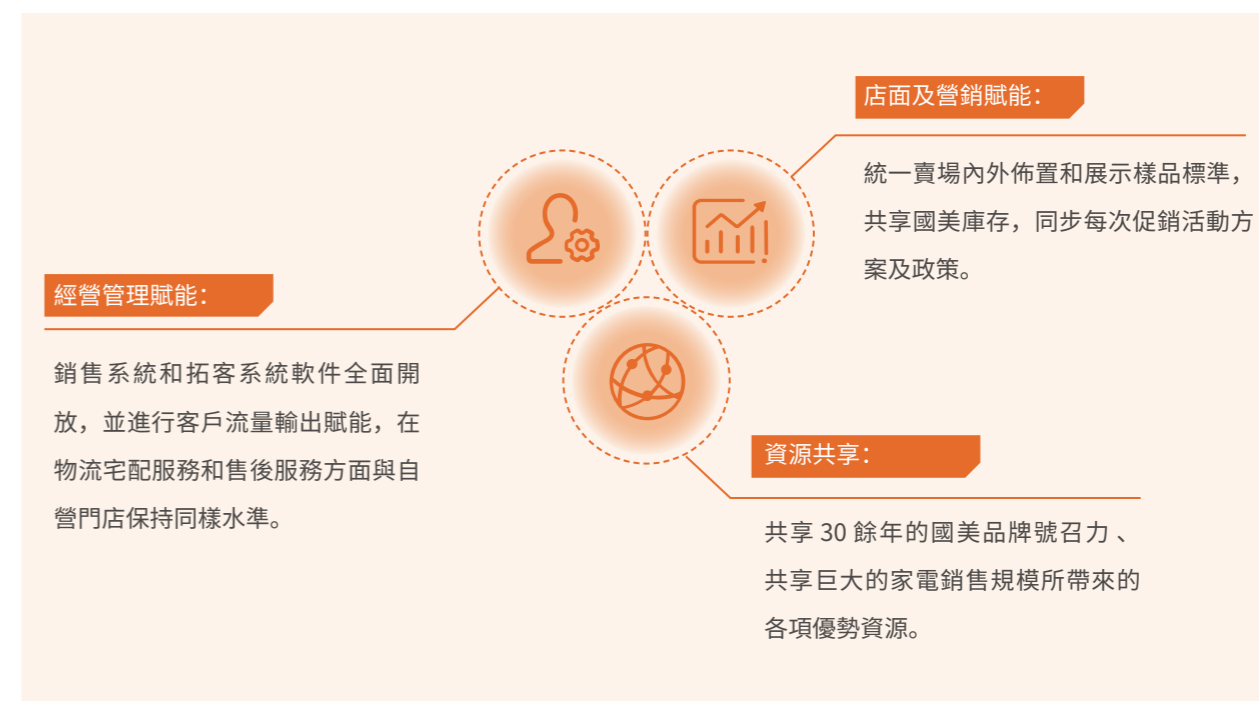 店面及營銷賦能：
統一賣場內外佈置和展示樣品標準，
共享國美庫存，同步每次促銷活動方
案及政策。
經營管理賦能：
銷售系統和拓客系統軟件全面開
放，並進行客戶流量輸出賦能，在
物流宅配服務和售後服務方面與自
營門店保持同樣水準。
資源共享：
共享 30 餘年的國美品牌號召力、
共享巨大的家電銷售規模所帶來的
各項優勢資源。